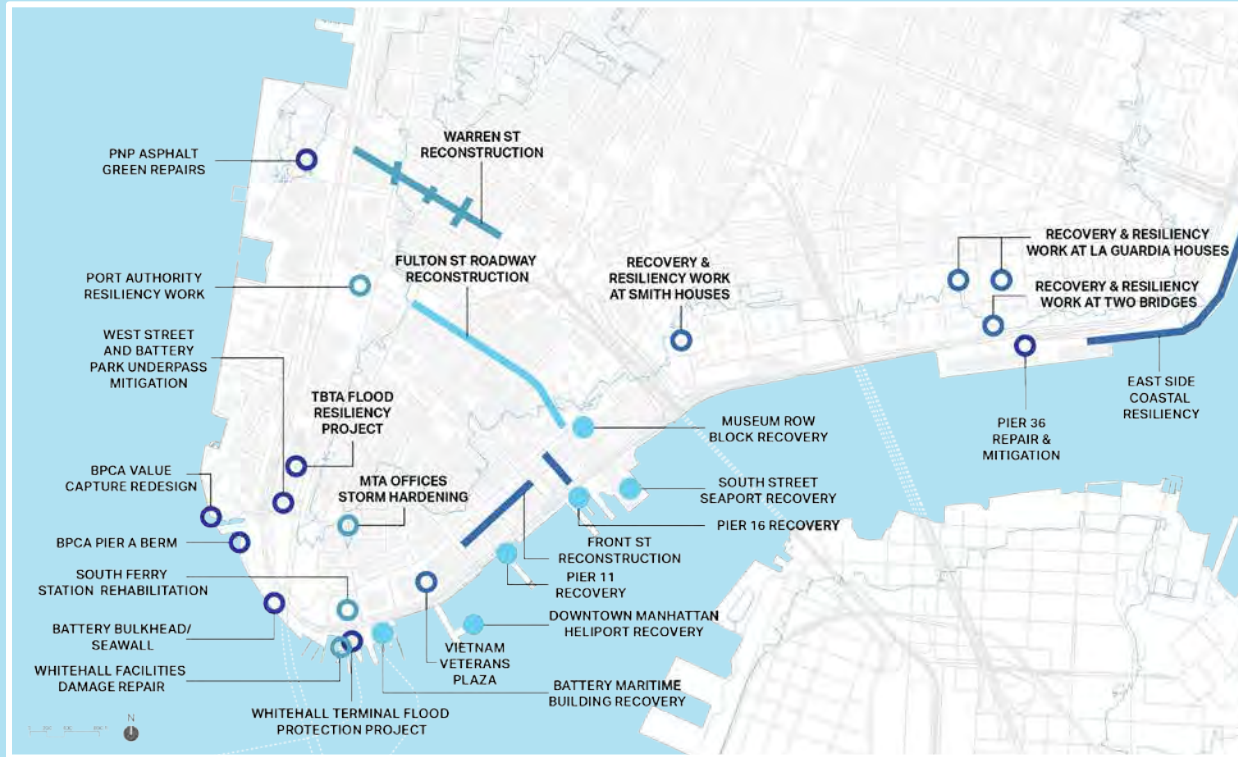 PNP ASPHALT
GREEN REPAIRS
WARREN ST
RECONSTRUCTION
PORT AUTHORITY
RESILIENCY WORK
FULTON ST ROADWAY
RECONSTRUCTION
RECOVERY &
RESILIENCY WORK
AT SMITH HOUSES
RECOVERY & RESILIENCY
WORK AT LA GUARDIA HOUSES
RECOVERY & RESILIENCY
WORK AT TWO BRIDGES
WEST STREET
AND BATTERY
PARK UNDERPASS
MITIGATION
TBTA FLOOD
RESILIENCY
PROJECT
EAST SIDE
COASTAL
RESILIENCY
PIER 36
REPAIR &
MITIGATION
MUSEUM ROW
BLOCK RECOVERY
BPCA VALUE
CAPTURE REDESIGN
MTA OFFICES
STORM HARDENING
SOUTH STREET
SEAPORT RECOVERY
PIER 16 RECOVERY
BPCA PIER A BERM
FRONT ST
RECONSTRUCTION
SOUTH FERRY
STATION REHABILITATION
PIER 11
RECOVERY
DOWNTOWN MANHATTAN
HELIPORT RECOVERY
BATTERY BULKHEAD/
SEAWALL
VIETNAM
VETERANS
PLAZA
WHITEHALL FACILITIES
DAMAGE REPAIR
BATTERY MARITIME
BUILDING RECOVERY
WHITEHALL TERMINAL FLOOD
PROTECTION PROJECT
N